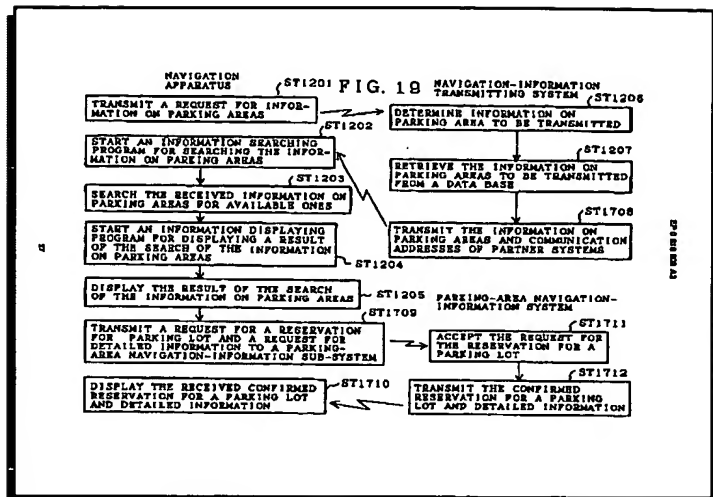 NAVIGATION
APPARATUS
ST1201
FIG. 19
NAVIGATION-INFORMATION
TRANSMITTING SYSTEM
ST1206
TRANSMIT A REQUEST FOR INFOR-
MATION ON PARKING AREAS
DETERMINE INFORMATION ON
PARKING AREA TO BE TRANSMITTED
ST1202
START AN INFORMATION SEARCHING
PROGRAM FOR SEARCHING THE INFOR-
MATION ON PARKING AREAS
ST1207
RETRIEVE THE INFORMATION ON
PARKING AREAS TO BE TRANSMITTED
FROM A DATA BASE
ST1203
SEARCH THE RECEIVED INFORMATION ON
PARKING AREAS FOR AVAILABLE ONES
ST1708
TRANSMIT THE INFORMATION ON
PARKING AREAS AND COMMUNICATION
ADDRESSES OF PARTNER SYSTEMS
START AN INFORMATION DISPLAYING
PROGRAM FOR DISPLAYING A RESULT
OF THE SEARCH OF THE INFORMATION
ON PARKING AREAS
ST1204
DISPLAY THE RESULT OF THE SEARCH
OF THE INFORMATION ON PARKING AREAS
ST1205
PARKING-AREA NAVIGATION-
INFORMATION SYSTEM
ST1709
TRANSMIT A REQUEST FOR A RESERVATION
FOR PARKING LOT AND A REQUEST FOR
DETAILED INFORMATION TO A PARKING-
AREA NAVIGATION-INFORMATION SUB-SYSTEM
ST1711
ACCEPT THE REQUEST FOR
THE RESERVATION FOR A
PARKING LOT
ST1710
DISPLAY THE RECEIVED CONFIRMED
RESERVATION FOR A PARKING LOT
AND DETAILED INFORMATION
ST1712
TRANSMIT THE CONFIRMED
RESERVATION FOR A PARKING
LOT AND DETAILED INFORMATION